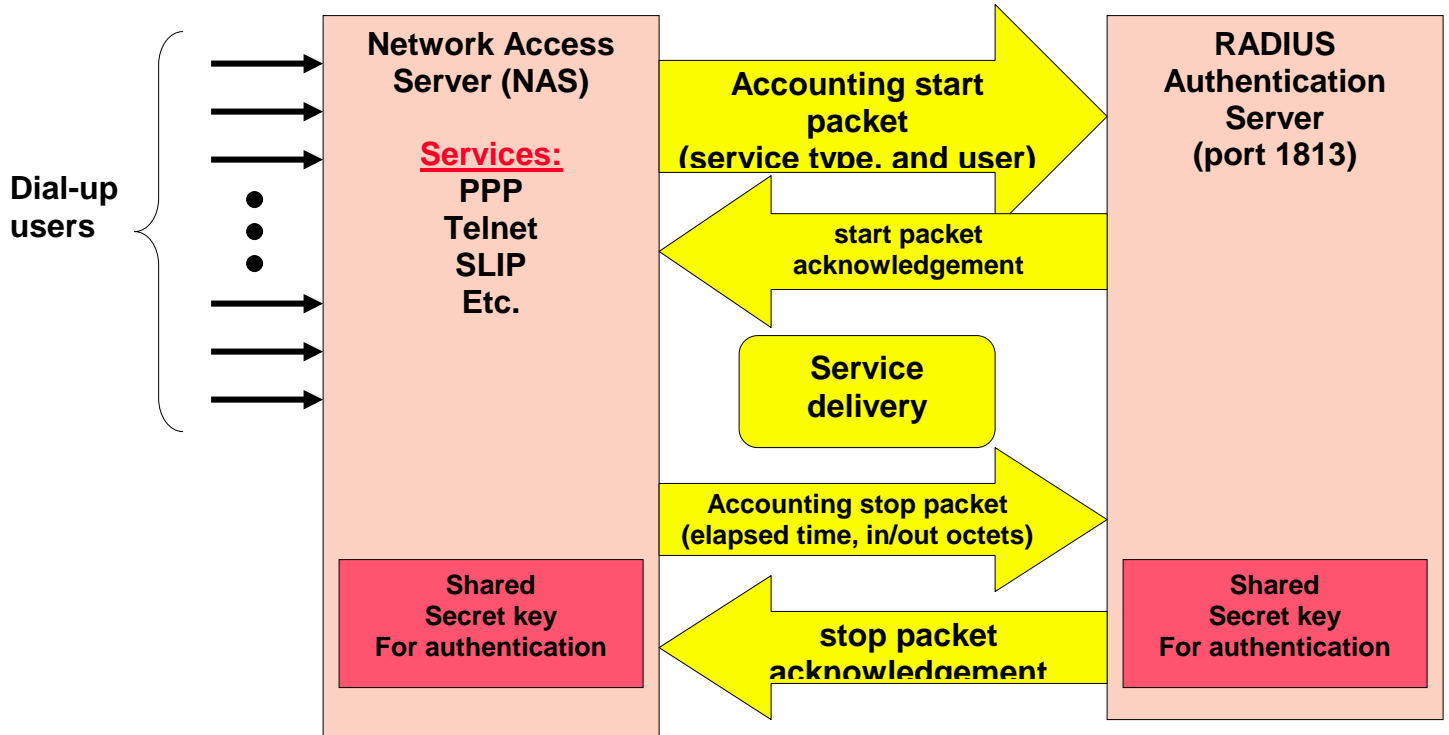 Dial-up
users
Network Access
Server (NAS)
Services:
PPP
Telnet
SLIP
Etc.
Shared
Secret key
For authentication
Accounting start
packet
(service type, and user)
start packet
acknowledgement
Service
delivery
Accounting stop packet
(elapsed time, in/out octets)
stop packet
acknowledgement
RADIUS
Authentication
Server
(port 1813)
Shared
Secret key
For authentication